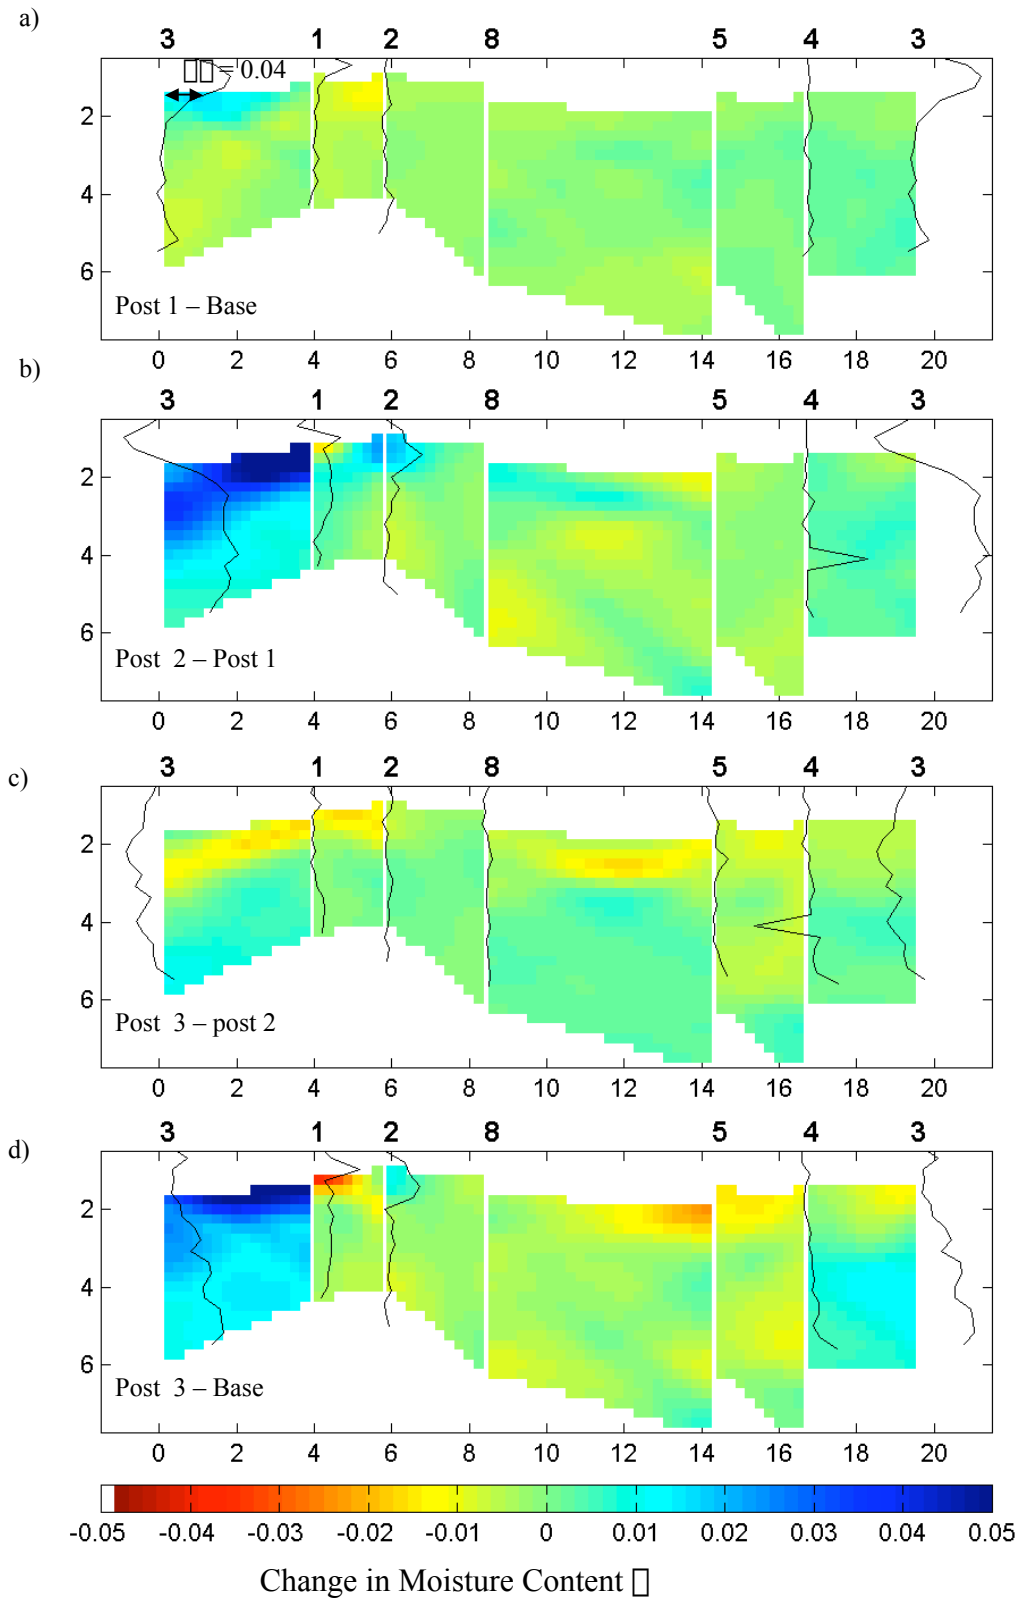 a)
3 1 2 8 5 4 3
▯▯ = 0.04
2
4
6
Post 1 – Base
0 2 4 6 8 10 12 14 16 18 20
b)
3 1 2 8 5 4 3
2
4
6
Post 2 – Post 1
0 2 4 6 8 10 12 14 16 18 20
c)
3 1 2 8 5 4 3
2
4
6
Post 3 – post 2
0 2 4 6 8 10 12 14 16 18 20
d)
3 1 2 8 5 4 3
2
4
6
Post 3 – Base
0 2 4 6 8 10 12 14 16 18 20
-0.05 -0.04 -0.03 -0.02 -0.01 0 0.01 0.02 0.03 0.04 0.05
Change in Moisture Content ▯